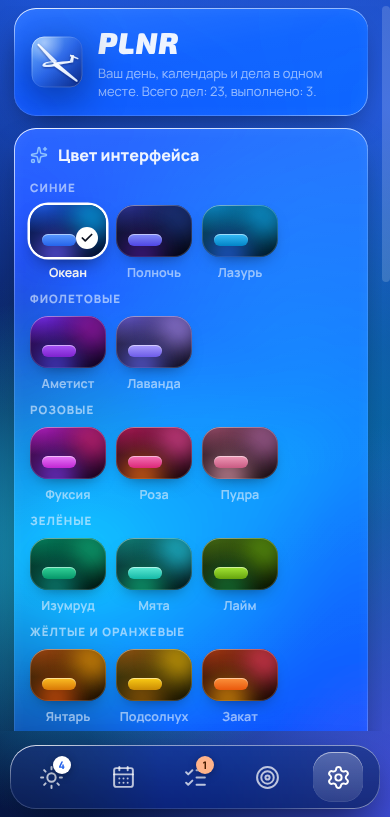 PLNR
Ваш день, календарь и дела в одном
месте. Всего дел: 23, выполнено: 3.
Цвет интерфейса
СИНИЕ
Океан Полночь Лазурь
ФИОЛЕТОВЫЕ
Аметист Лаванда
РОЗОВЫЕ
Фуксия Роза Пудра
ЗЕЛЁНЫЕ
Изумруд Мята Лайм
ЖЁЛТЫЕ И ОРАНЖЕВЫЕ
Янтарь Подсолнух Закат
4 1